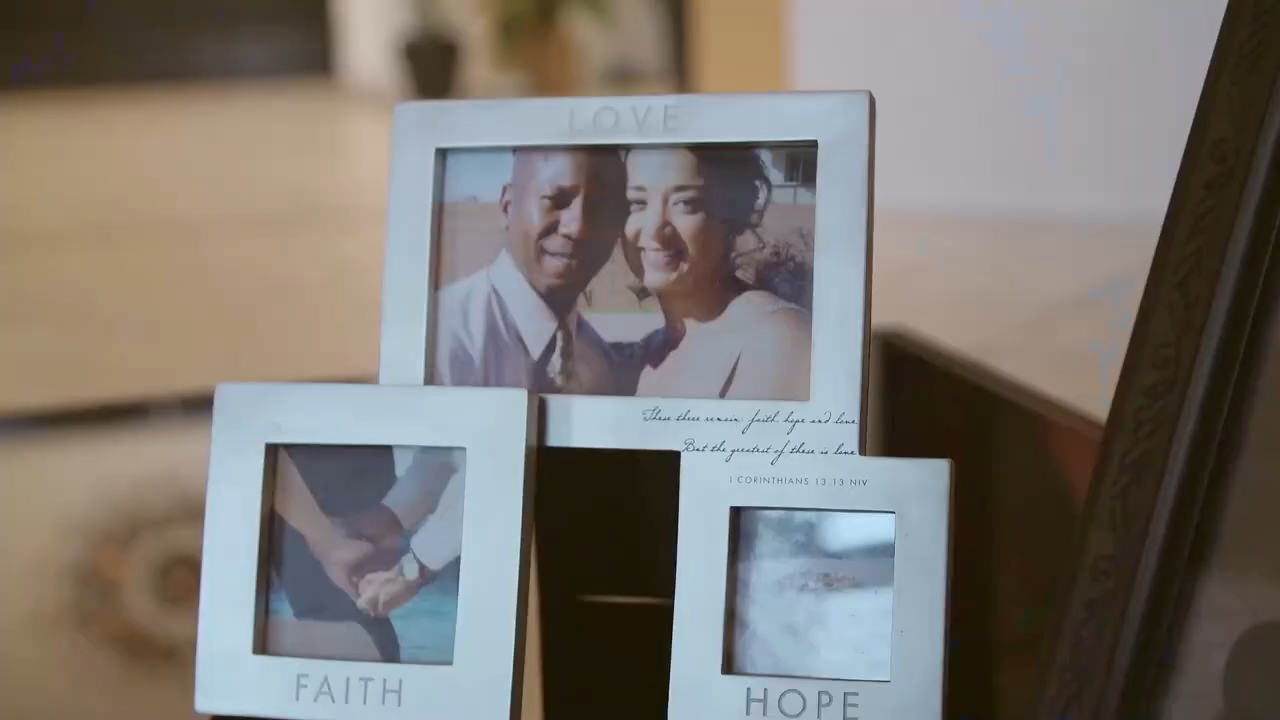 LOVE
These three remain: faith, hope and love
But the greatest of these is love
1 CORINTHIANS 13:13 NIV
FAITH
HOPE